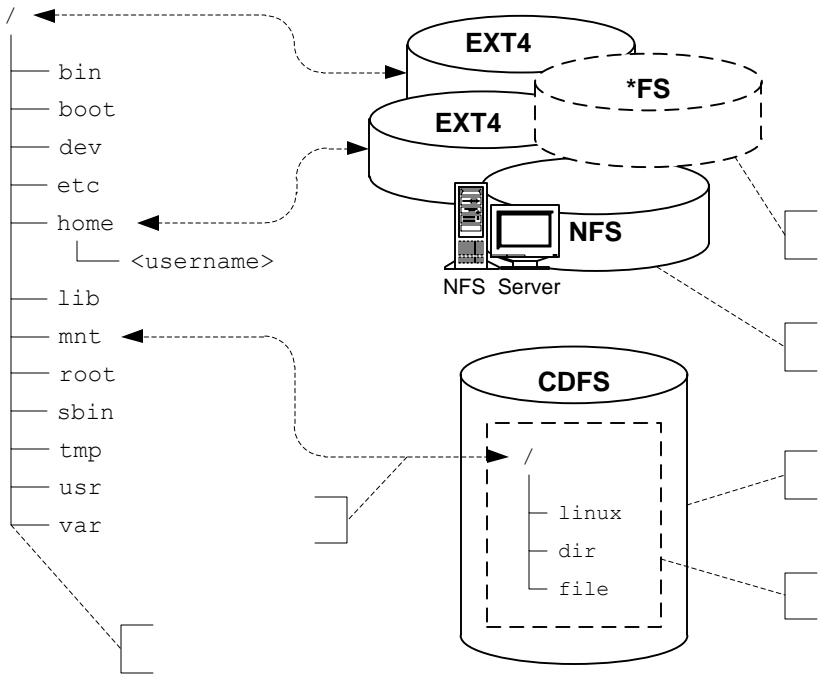 /
bin
boot
dev
etc
home
<username>
lib
mnt
root
sbin
tmp
usr
var
EXT4
*FS
EXT4
NFS
NFS Server
CDFS
/
linux
dir
file